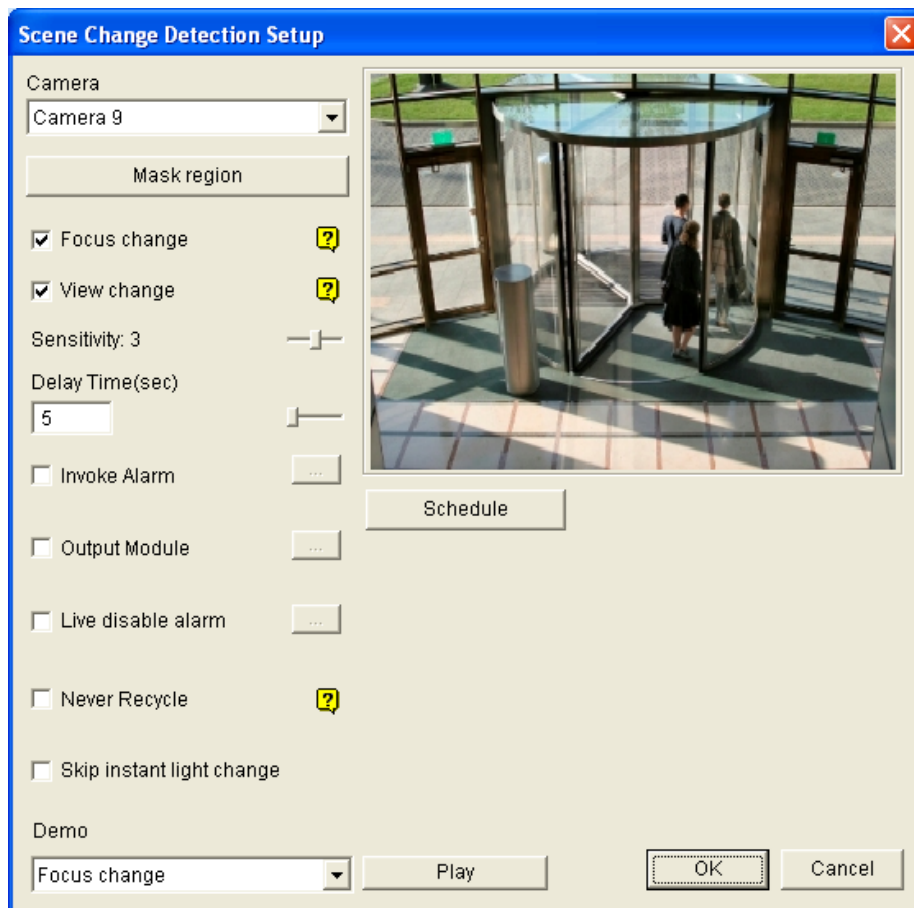 Scene Change Detection Setup
Camera
Camera 9
Mask region
Focus change
?
View change
?
Sensitivity: 3
Delay Time(sec)
5
Invoke Alarm
...
Schedule
Output Module
...
Live disable alarm
...
Never Recycle
?
Skip instant light change
Demo
Focus change
Play
OK
Cancel